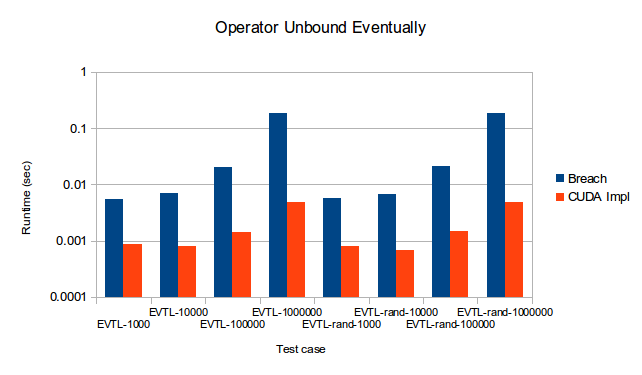 Operator Unbound Eventually
1
0.1
0.01
0.001
0.0001
Runtime (sec)
Breach
CUDA Impl
EVTL-10000 EVTL-1000000 EVTL-rand-10000 EVTL-rand-1000000
EVTL-1000 EVTL-100000 EVTL-rand-1000 EVTL-rand-100000
Test case